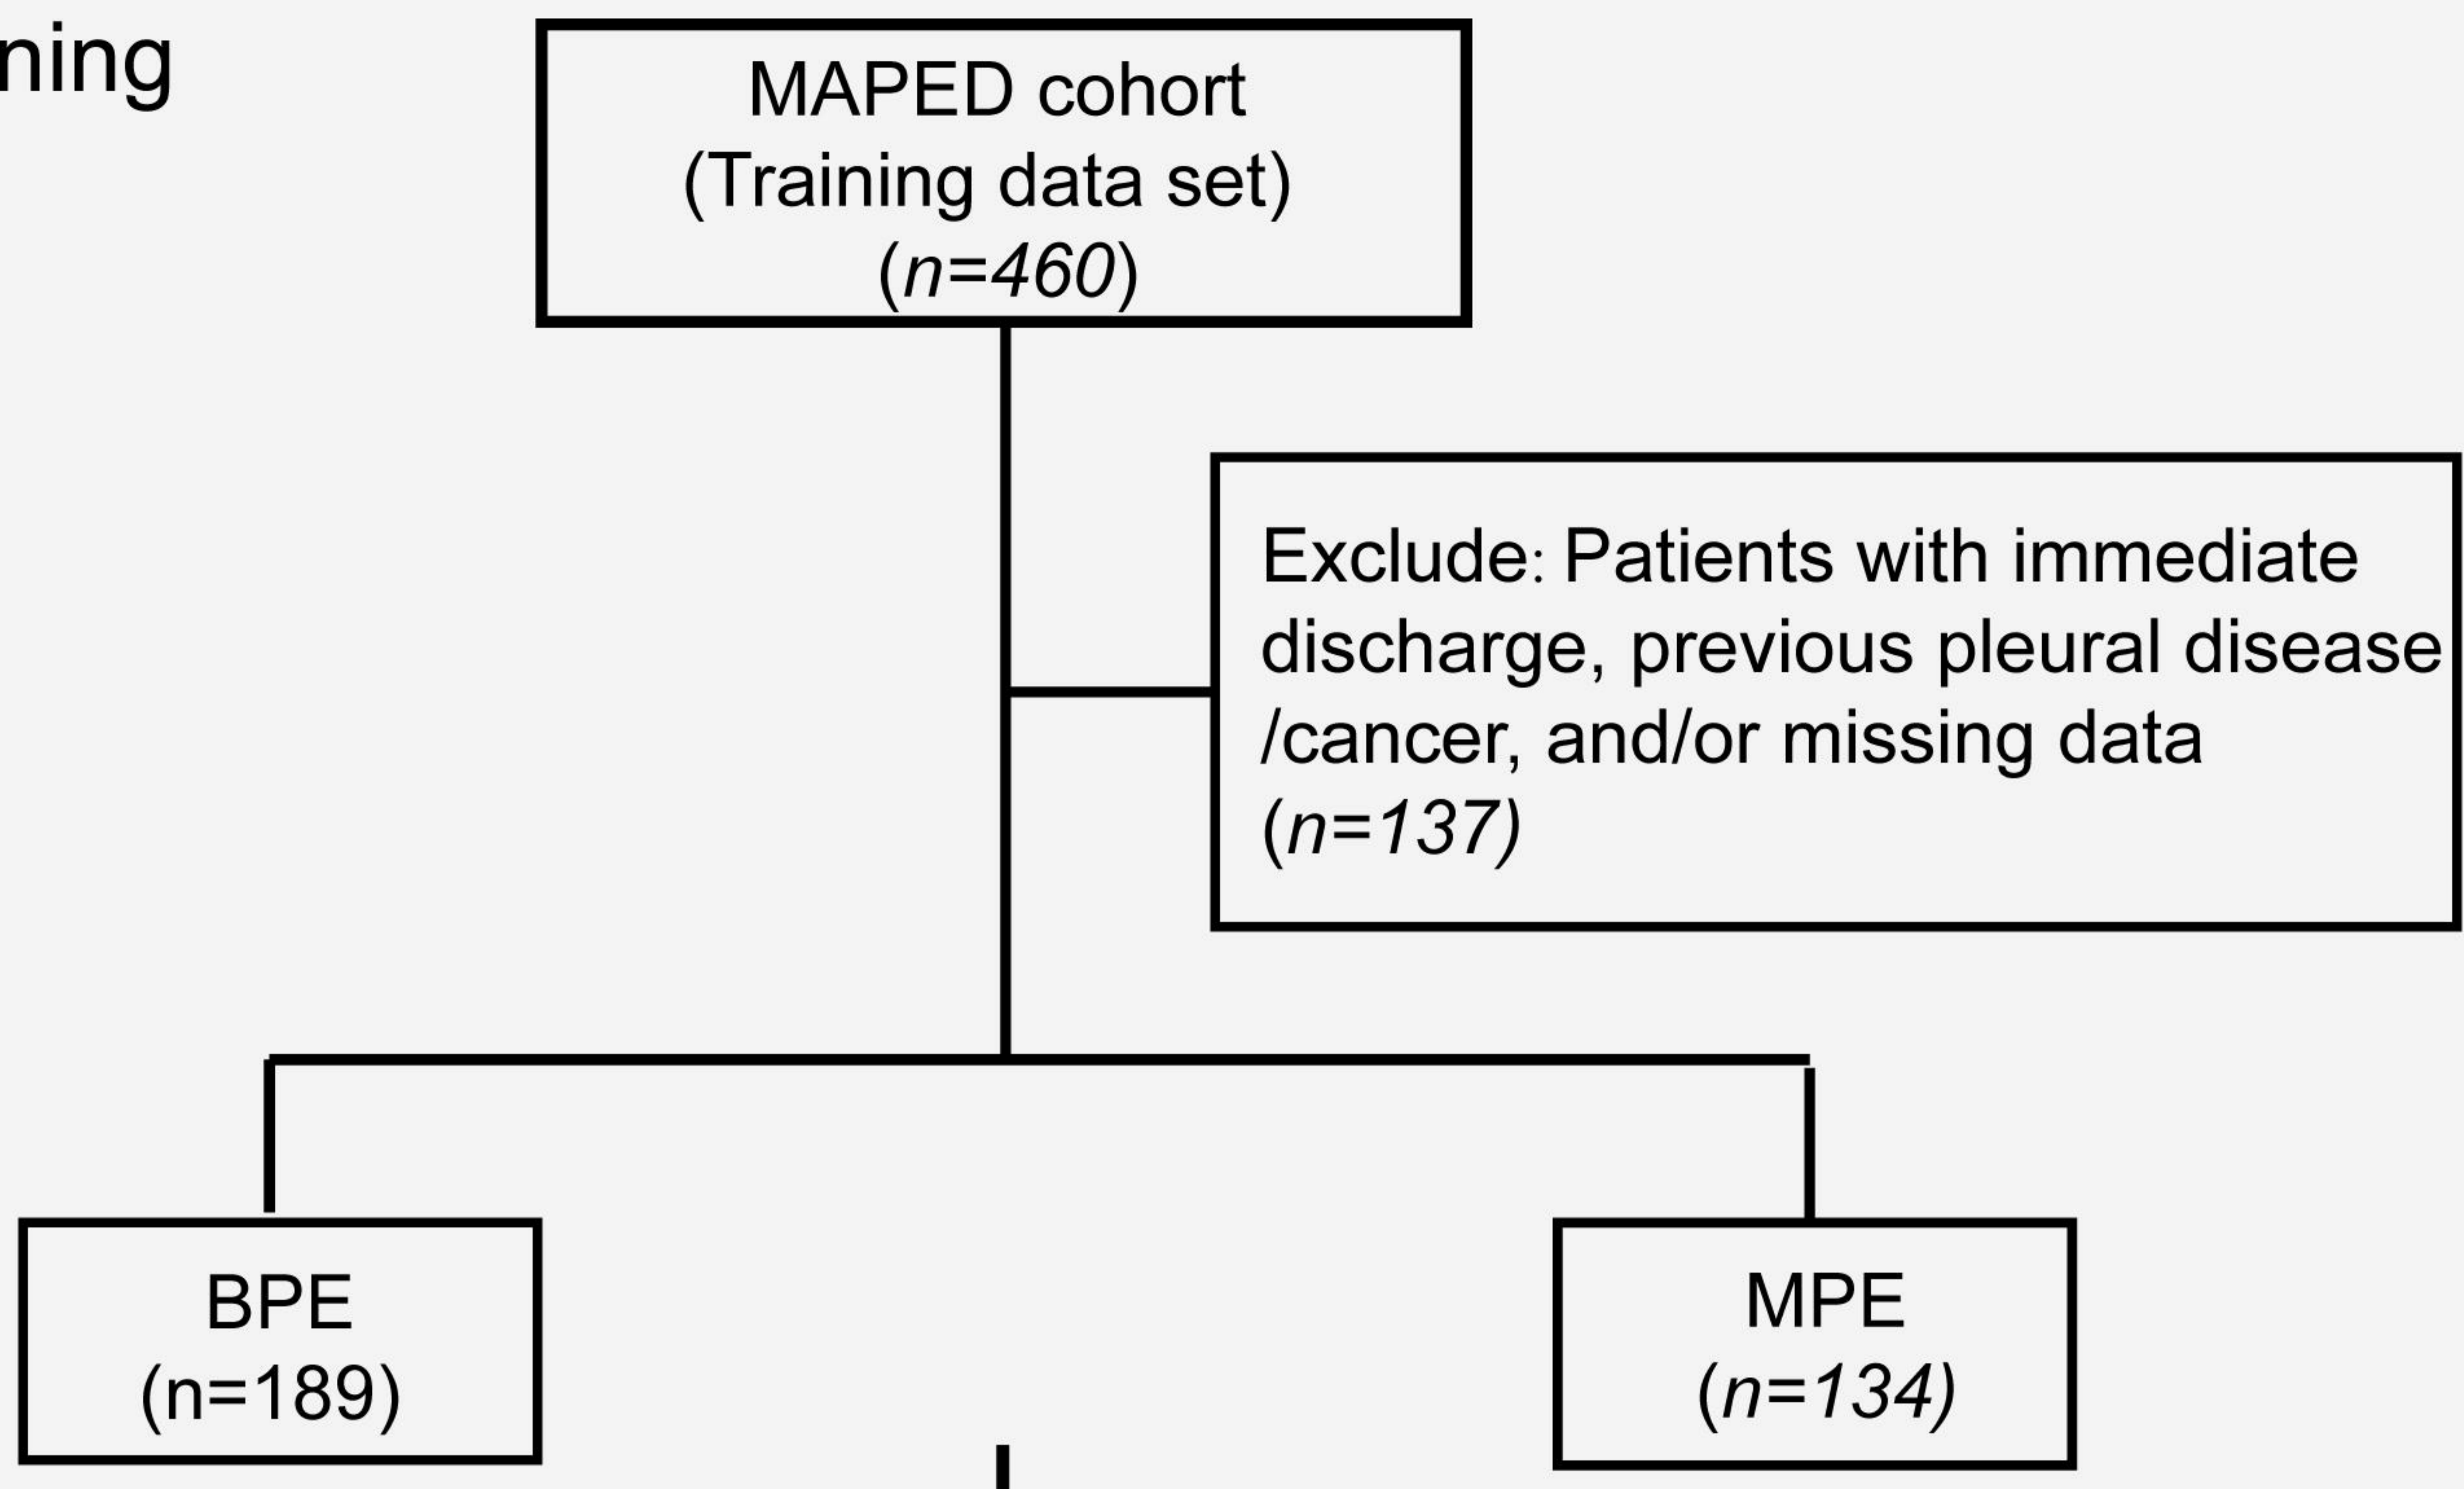 ning
MAPED cohort
(Training data set)
(n=460)
Exclude: Patients with immediate
discharge, previous pleural disease
/cancer, and/or missing data
(n=137)
BPE
(n=189)
MPE
(n=134)